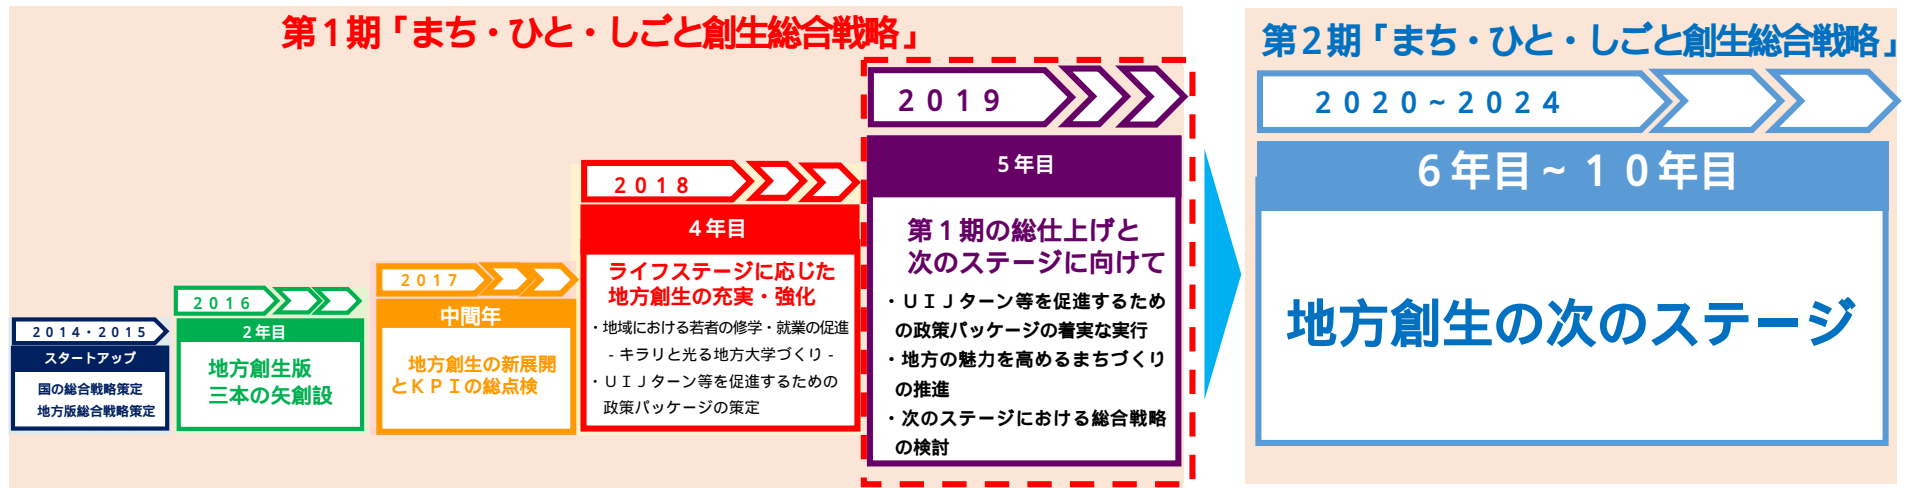 第１期「まち・ひと・しごと創生総合戦略」
２０１４・２０１５
スタートアップ
国の総合戦略策定
地方版総合戦略策定
２０１６
２年目
地方創生版
三本の矢創設
２０１７
中間年
地方創生の新展開
とＫＰＩの総点検
２０１８
４年目
ライフステージに応じた
地方創生の充実・強化
・地域における若者の修学・就業の促進
- キラリと光る地方大学づくり -
・ＵＩＪターン等を促進するための
政策パッケージの策定
２０１９
５年目
第１期の総仕上げと
次のステージに向けて
・ＵＩＪターン等を促進するため
の政策パッケージの着実な実行
・地方の魅力を高めるまちづくり
の推進
・次のステージにおける総合戦略
の検討
第２期「まち・ひと・しごと創生総合戦略」
２０２０~２０２４
６年目~１０年目
地方創生の次のステージ